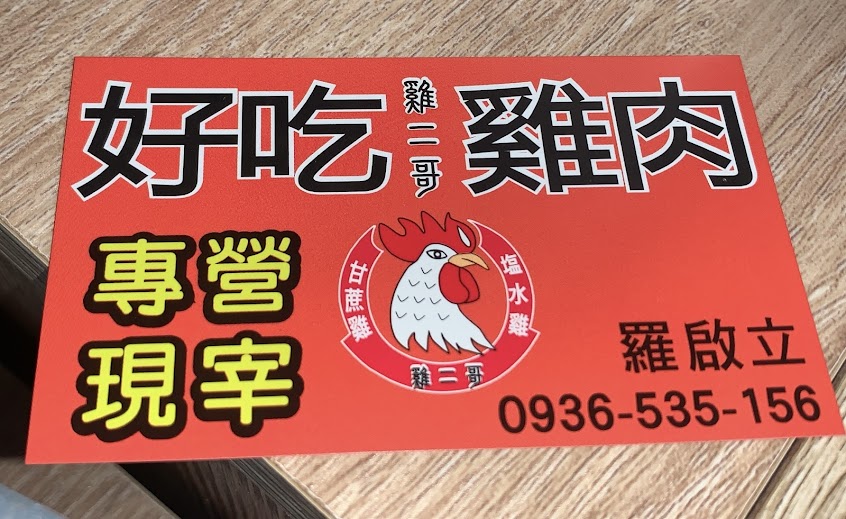 好吃 雞二哥 雞肉
專營
現宰
甘蔗雞
塩水雞
雞二哥
羅啟立
0936-535-156